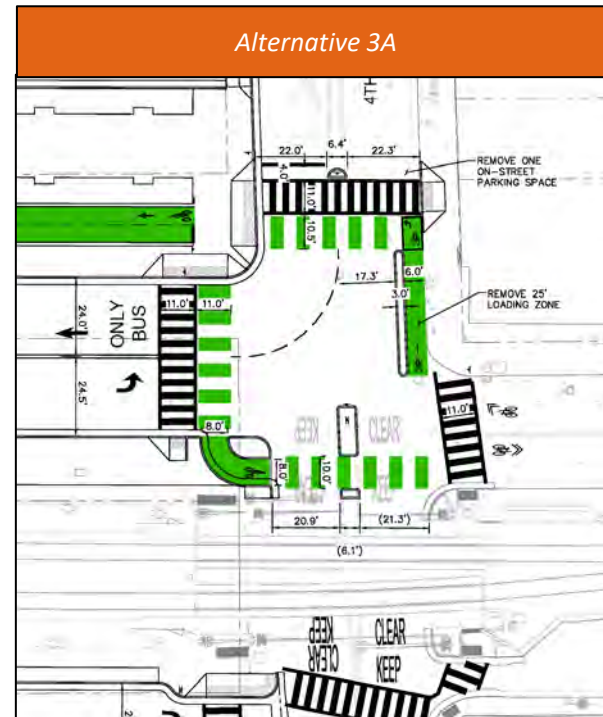 Alternative 3A
4TH
22.0'
6.4'
22.3'
4.0'
11.0'
10.5'
REMOVE ONE
ON-STREET
PARKING SPACE
17.3'
6.0'
3.0'
REMOVE 25'
LOADING ZONE
11.0'
11.0'
24.0'
ONLY
BUS
24.5'
8.0'
11.0'
KEEP
CLEAR
8.0'
10.0'
CLEAR
KEEP
20.9'
(21.3')
(6.1')
KEEP
CLEAR
CLEAR
KEEP
2